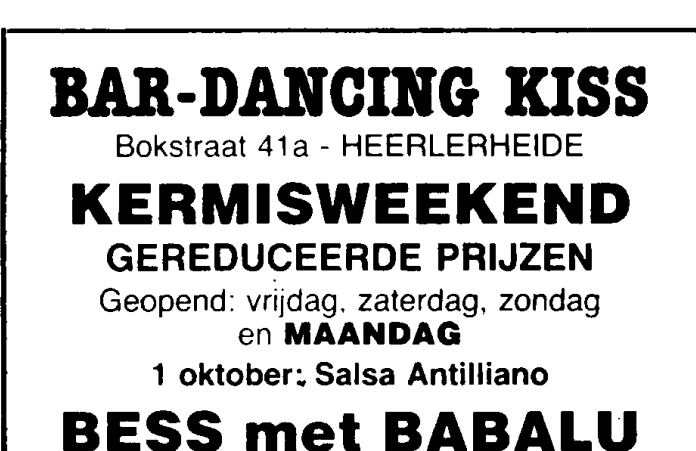 BAR-DANCING KISS
Bokstraat 41a - HEERLERHEIDE
KERMISWEEKEND
GEREDUCEERDE PRIJZEN
Geopend: vrijdag, zaterdag, zondag
en MAANDAG
1 oktober: Salsa Antilliano
BESS met BABALU